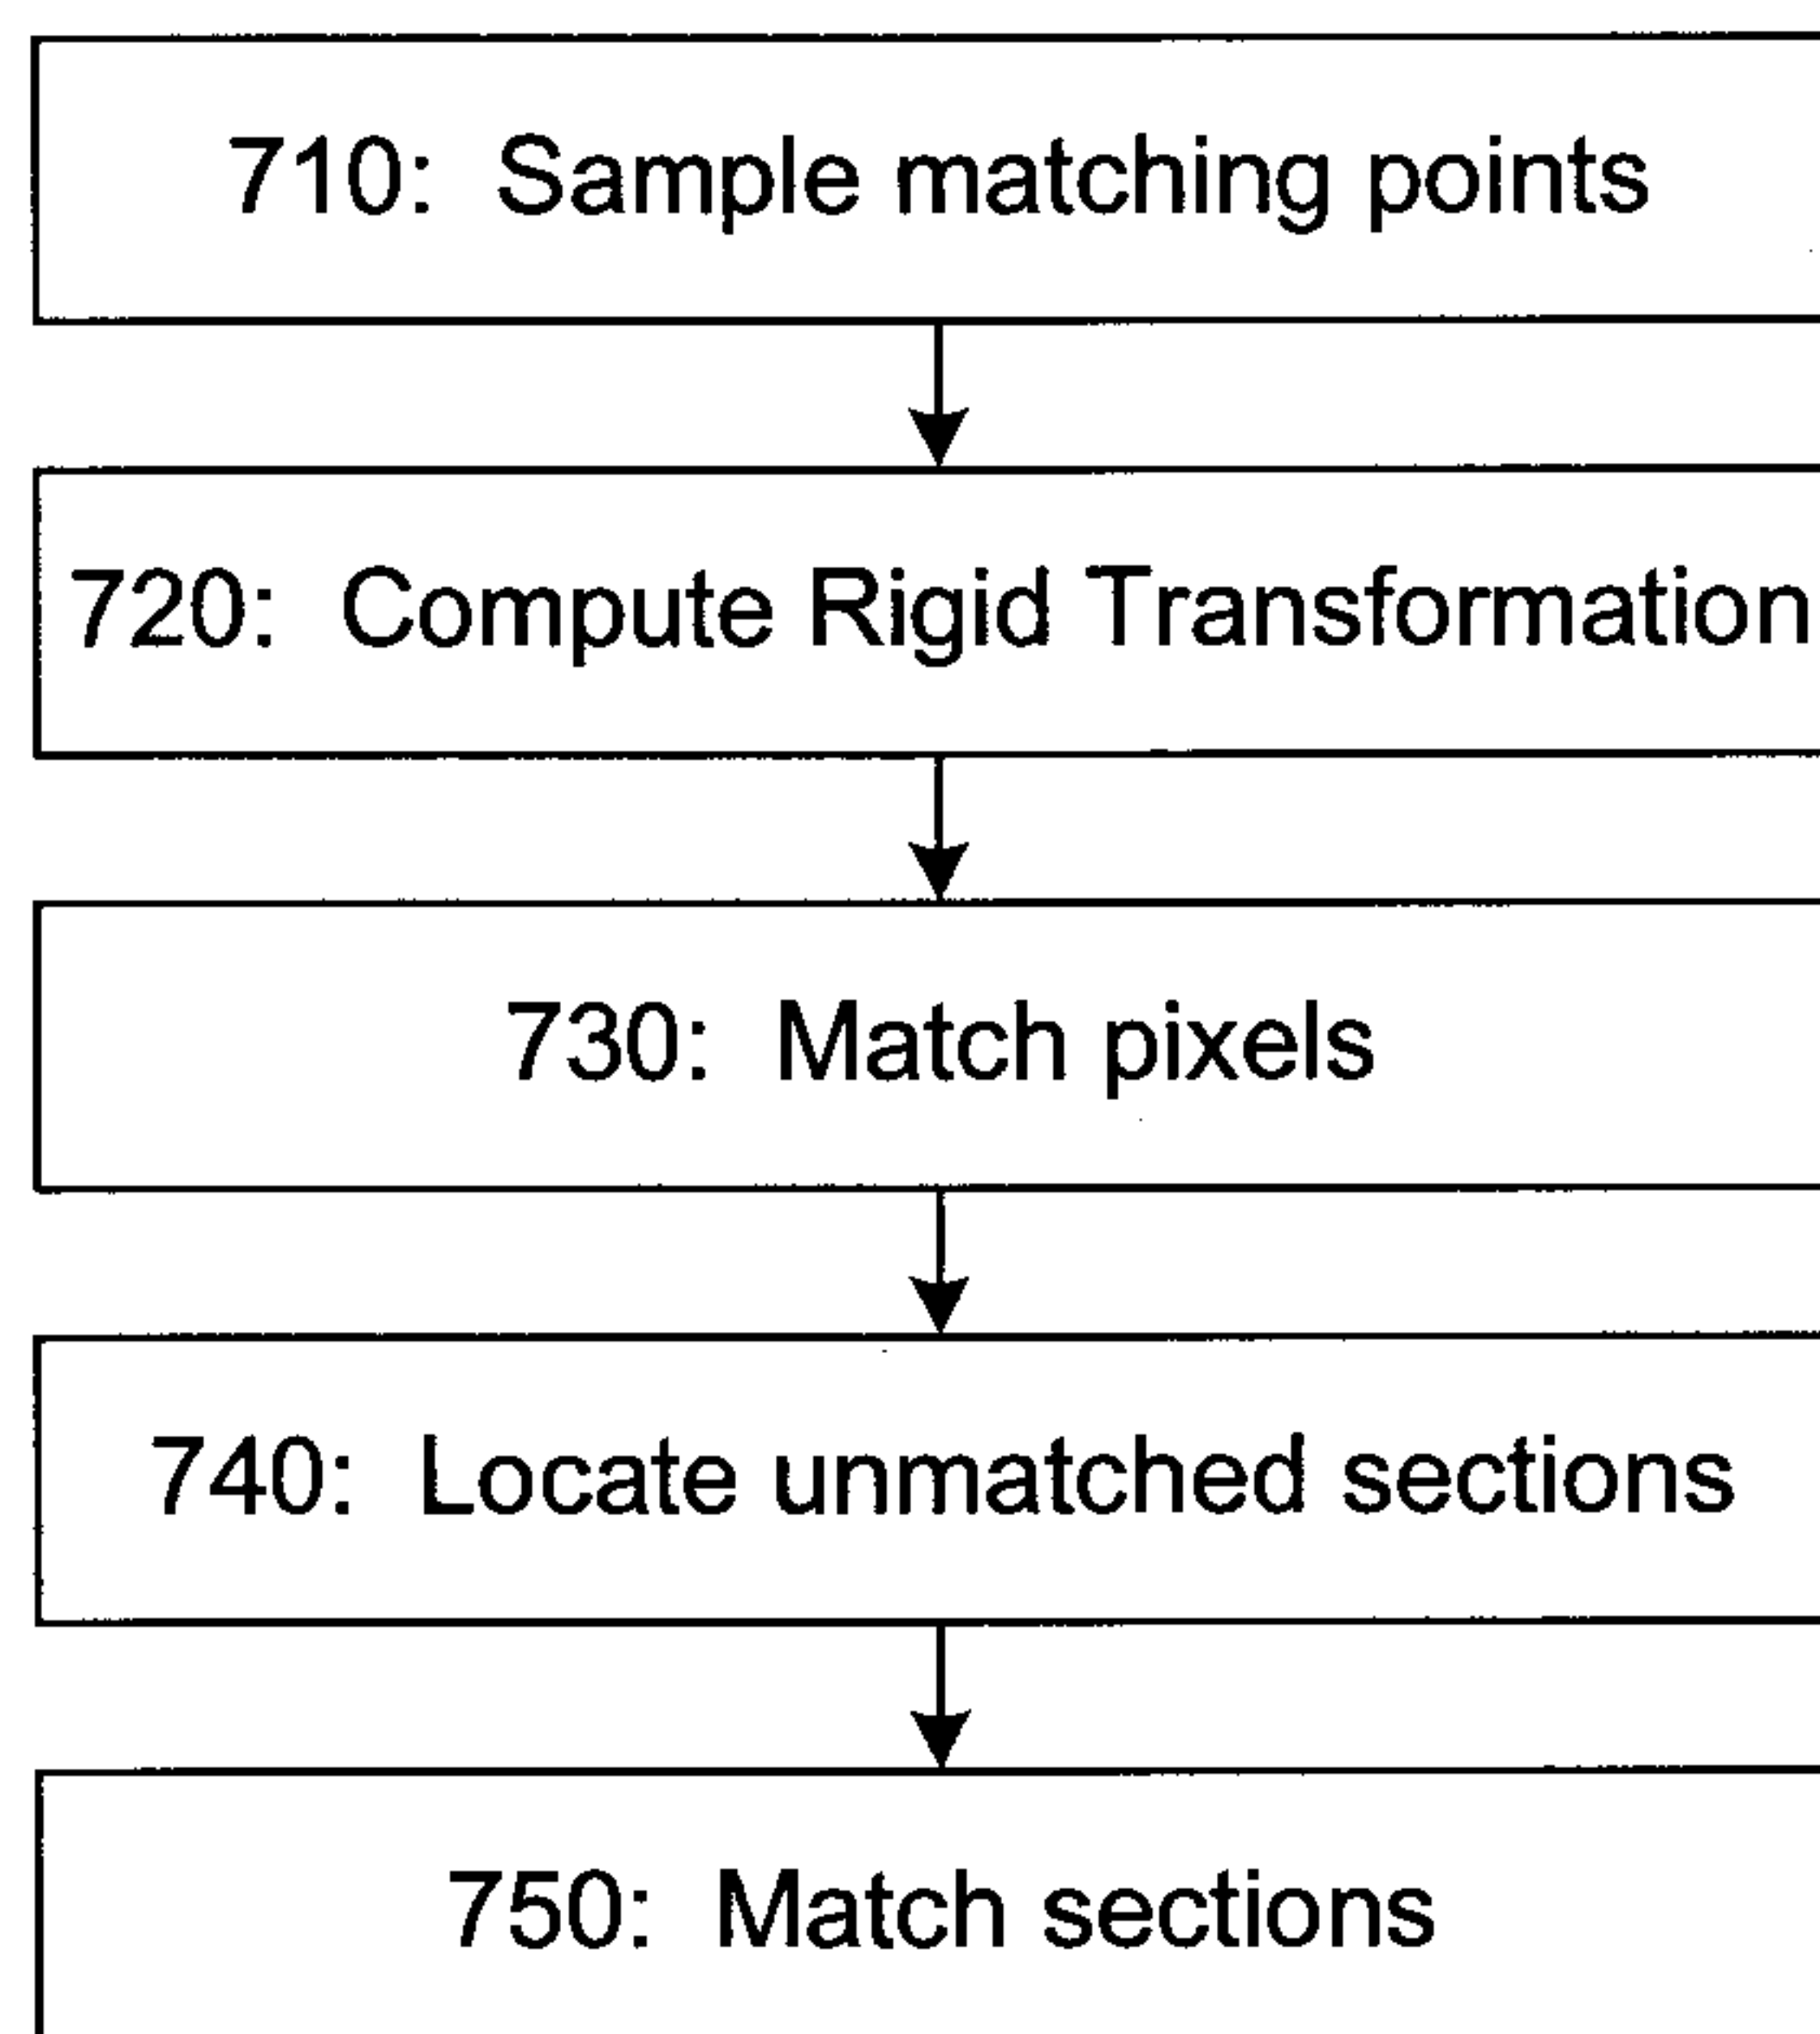 710: Sample matching points
720: Compute Rigid Transformation
730: Match pixels
740: Locate unmatched sections
750: Match sections